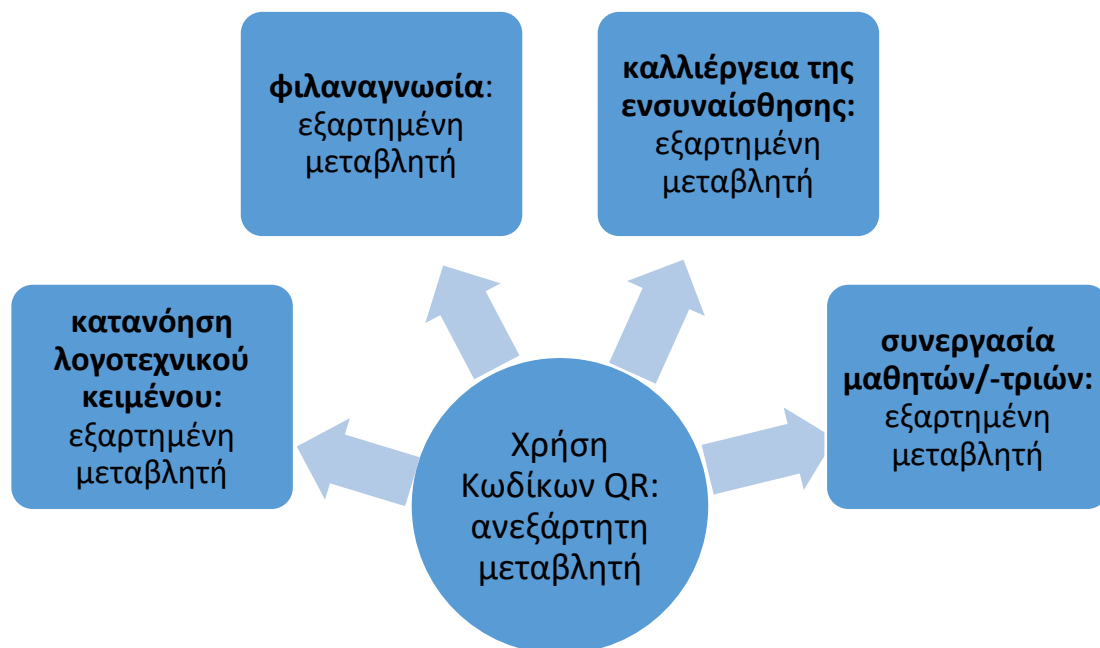 φιλαναγνωσία:
εξαρτημένη
μεταβλητή
καλλιέργεια της
ενσυναίσθησης:
εξαρτημένη
μεταβλητή
κατανόηση
λογοτεχνικού
κειμένου:
εξαρτημένη
μεταβλητή
συνεργασία
μαθητών/-τριών:
εξαρτημένη
μεταβλητή
Χρήση
Κωδίκων QR:
ανεξάρτητη
μεταβλητή